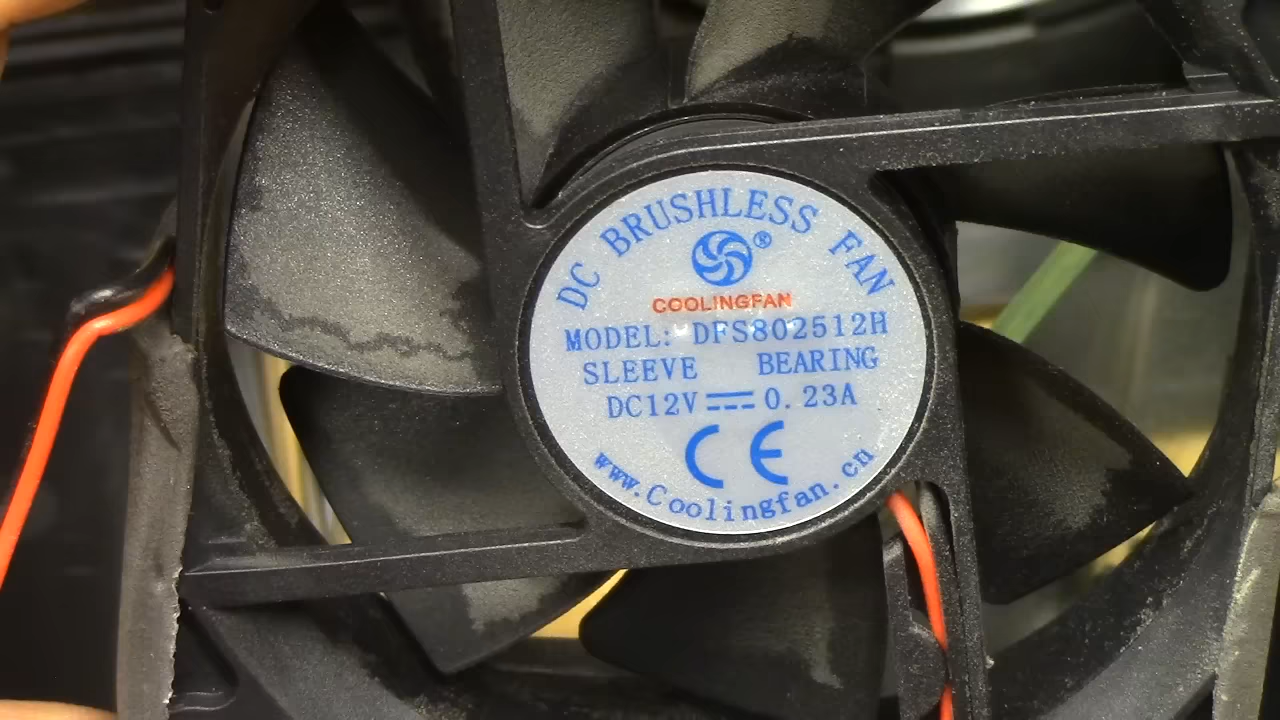 DC BRUSHLESS FAN
®
COOLINGFAN
MODEL: DFS802512H
SLEEVE BEARING
DC12V⎓0.23A
CE
www.Coolingfan.cn